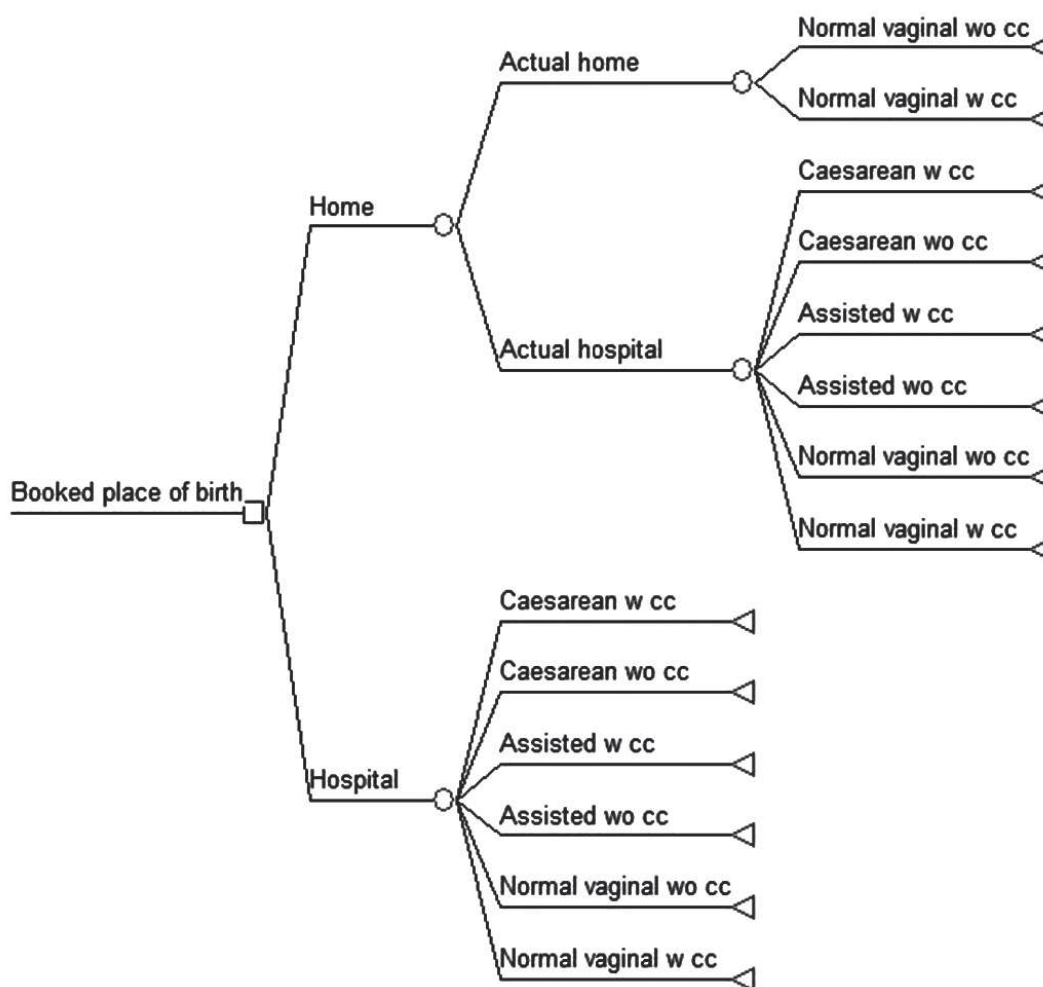 Normal vaginal wo cc
Actual home
Normal vaginal w cc
Caesarean w cc
Home
Caesarean wo cc
Assisted w cc
Actual hospital
Assisted wo cc
Normal vaginal wo cc
Booked place of birth
Normal vaginal w cc
Caesarean w cc
Caesarean wo cc
Assisted w cc
Hospital
Assisted wo cc
Normal vaginal wo cc
Normal vaginal w cc